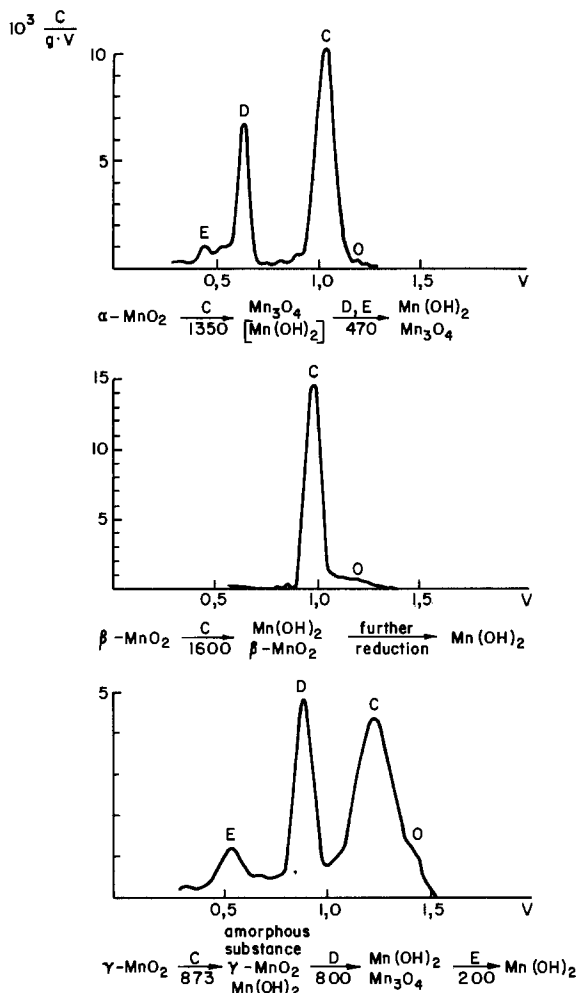 10³ C
g·V
C
10
D
5
E
O
0,5 1,0 1,5 V
α-MnO₂ C Mn₃O₄ D, E Mn(OH)₂
1350 [Mn(OH)₂] 470 Mn₃O₄
C
15
10
5
O
0,5 1,0 1,5 V
β-MnO₂ C Mn(OH)₂ further Mn(OH)₂
1600 β-MnO₂ reduction
5
D
C
E
O
0,5 1,0 1,5 V
amorphous
substance
γ-MnO₂ C γ-MnO₂ D Mn(OH)₂ E Mn(OH)₂
873 Mn(OH)₂ 800 Mn₃O₄ 200